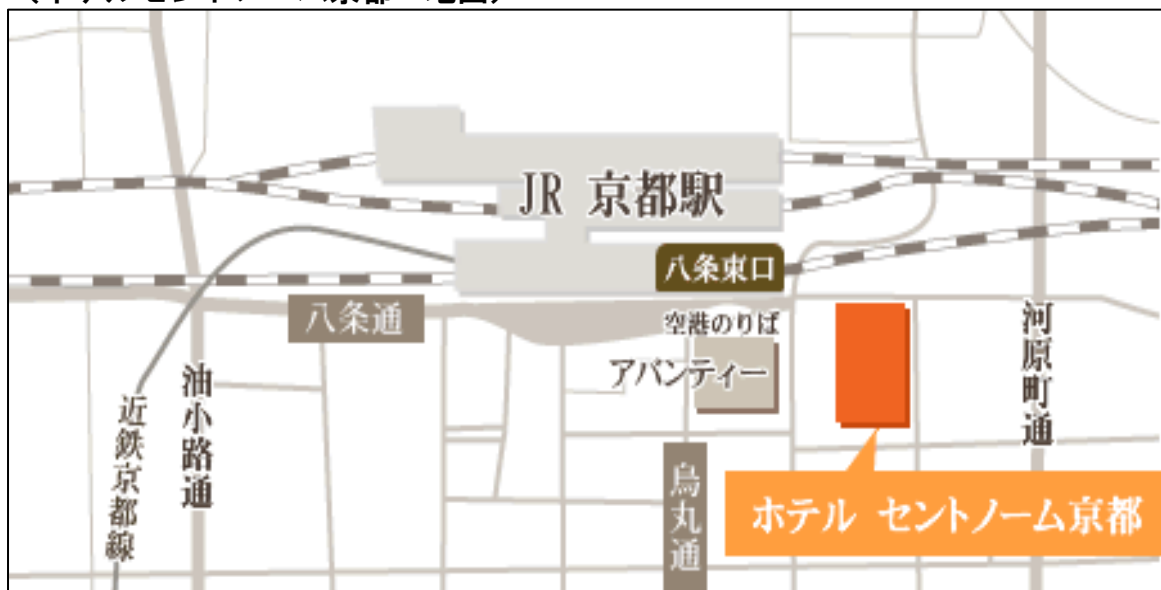 JR 京都駅
八条東口
八条通
空港のりば
アバンティー
河原町通
油小路通
近鉄京都線
烏丸通
ホテル セントノーム京都